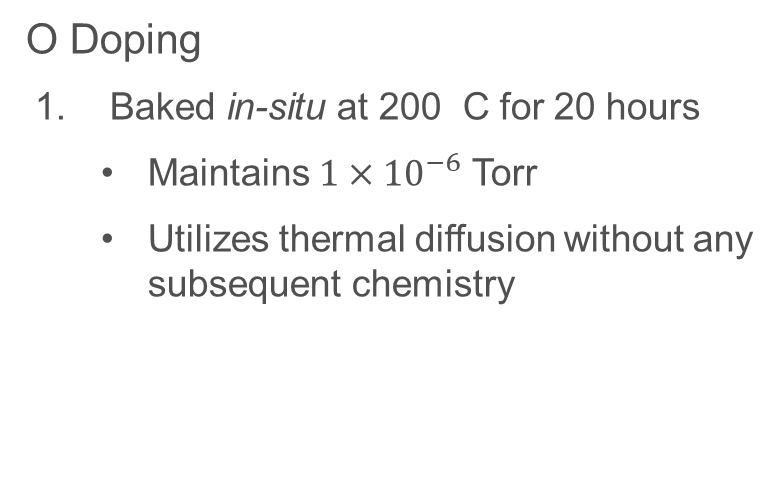 O Doping
1. Baked in-situ at 200  C for 20 hours
• Maintains 1 × 10⁻⁶ Torr
• Utilizes thermal diffusion without any
subsequent chemistry